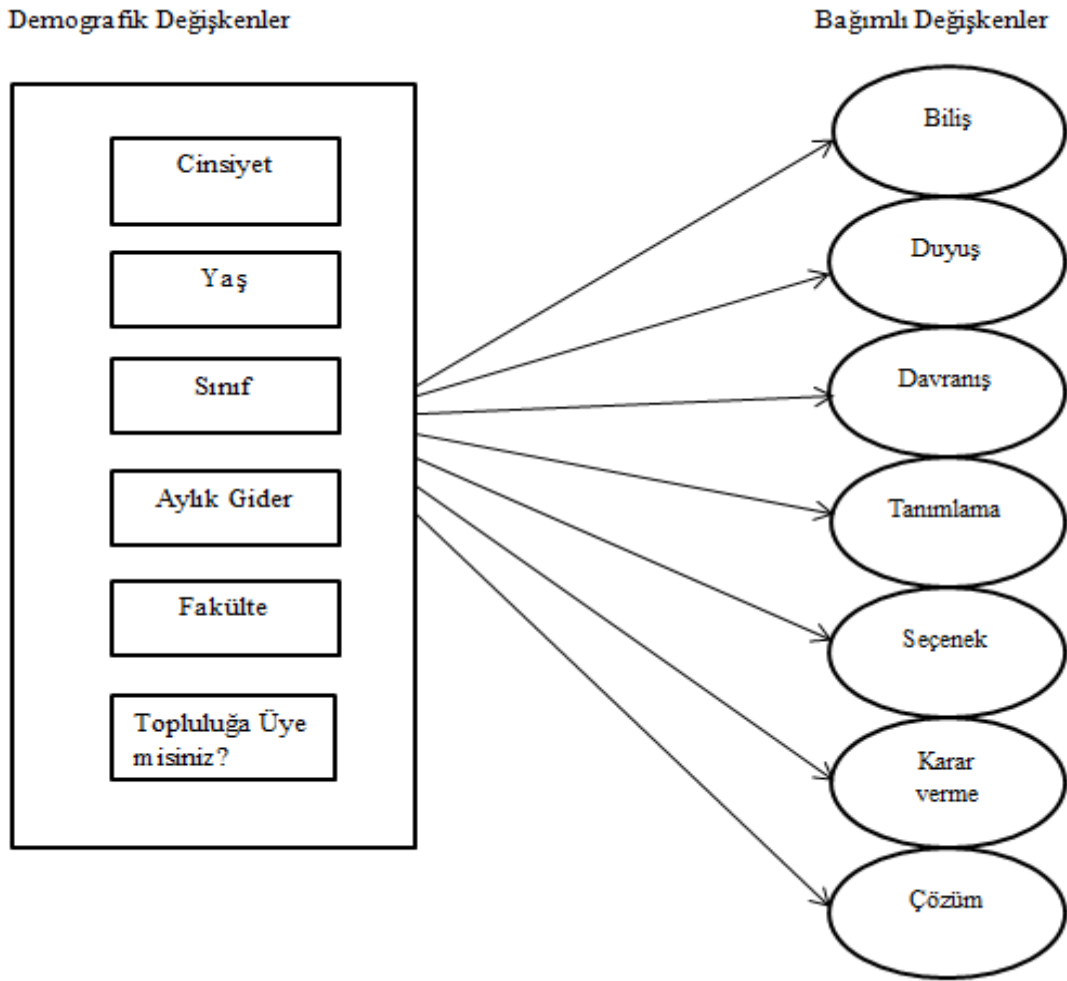 Demografik Değişkenler
Bağımlı Değişkenler
Cinsiyet
Yaş
Sınıf
Aylık Gider
Fakülte
Topluluğa Üye
misiniz?
Biliş
Duyuş
Davranış
Tanımlama
Seçenek
Karar
verme
Çözüm